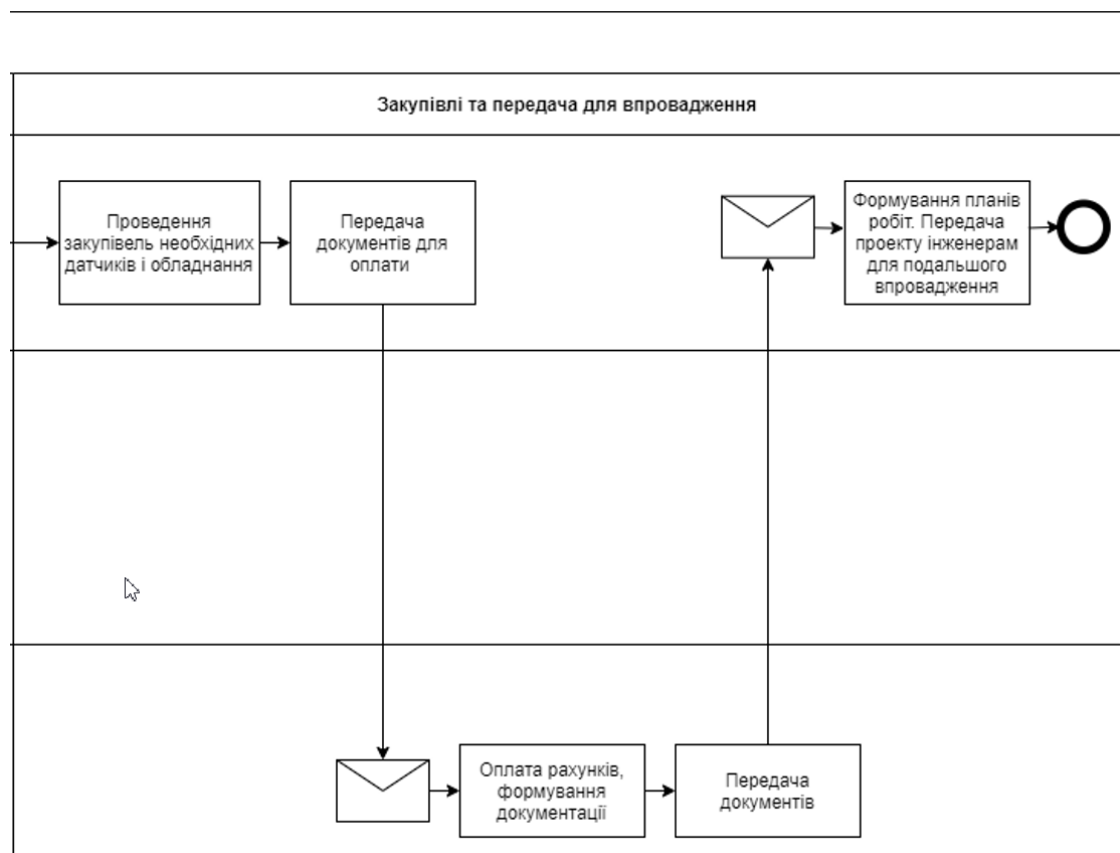 Закупівлі та передача для впровадження
Проведення
закупівель необхідних
датчиків і обладнання
Передача
документів для
оплати
Формування планів
робіт. Передача
проекту інженерам
для подальшого
впровадження
Оплата рахунків,
формування
документації
Передача
документів